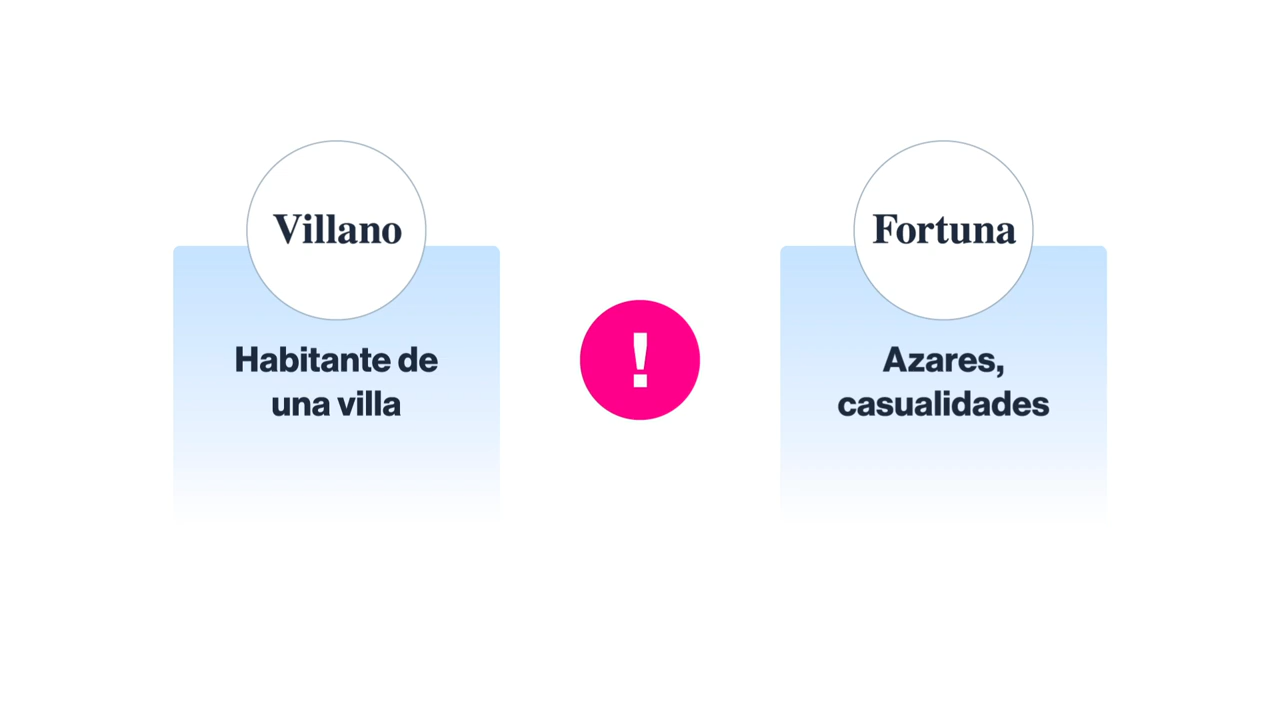 Villano
Habitante de
una villa
!
Fortuna
Azares,
casualidades